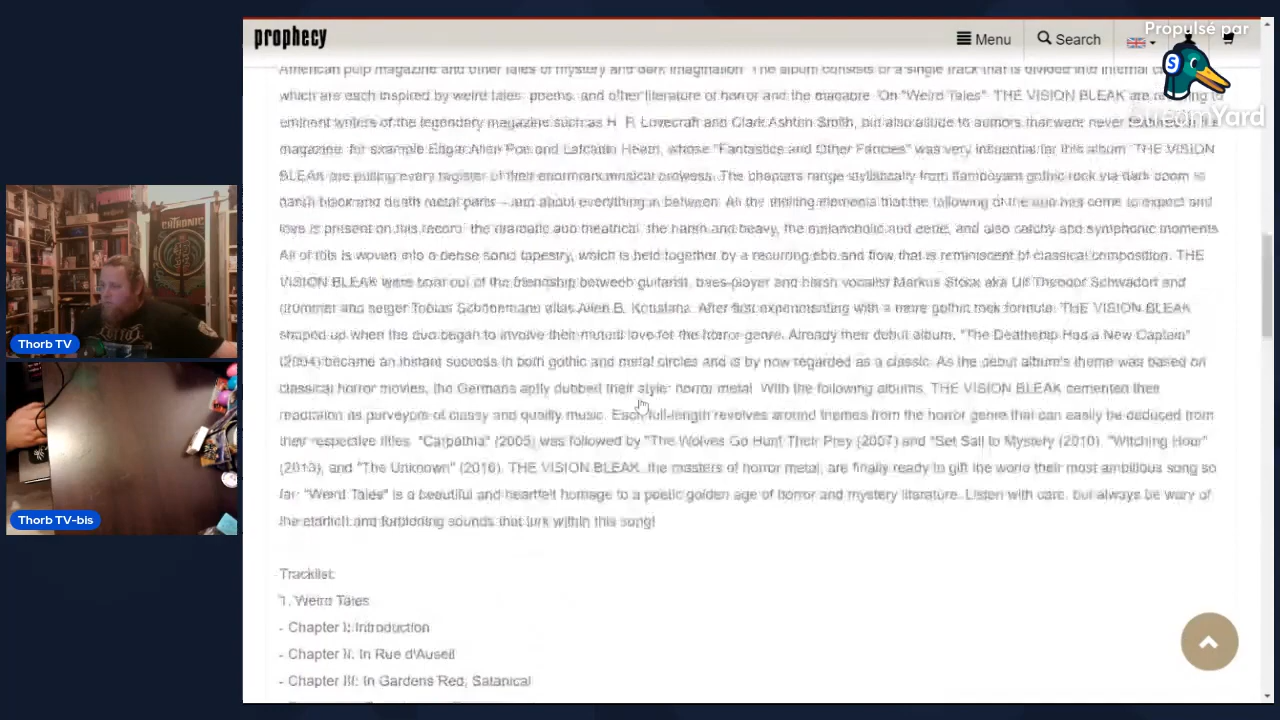 Propulsé par
StreamYard
prophecy
Menu
Search
American pulp magazine and other tales of mystery and dark imagination. The album consists of a single track that is divided into internal
which are each inspired by weird tales, poems, and other literature of horror and the macabre. On "Weird Tales", THE VISION BLEAK are
eminent writers of the legendary magazine such as H. P. Lovecraft and Clark Ashton Smith, but also allude to authors that were never featured in the
magazine, for example Edgar Allen Poe and Lafcadio Hearn, whose "Fantastics and Other Fancies" was very influential for this album. THE VISION
BLEAK are pulling every register of their enormous musical prowess. The chapters range stylistically from flamboyant gothic rock via dark doom to
harsh black and death metal parts – and about everything in between. All the thrilling elements that the following of the duo has come to expect and
love is present on this record: the dramatic and theatrical, the harsh and heavy, the melancholic and eerie, and also catchy and symphonic moments.
All of this is woven into a dense sonic tapestry, which is held together by a recurring ebb and flow that is reminiscent of classical composition. THE
VISION BLEAK were born out of the friendship between guitarist, bass-player and harsh vocalist Markus Stock aka Ulf Theodor Schwadorf and
drummer and singer Tobias Schönemann alias Allen B. Konstanz. After first experimenting with a mere gothic rock formula, THE VISION BLEAK
shaped up when the duo began to involve their mutual love for the horror genre. Already their debut album, "The Deathship Has a New Captain"
(2004) became an instant success in both gothic and metal circles and is by now regarded as a classic. As the debut album's theme was based on
classical horror movies, the Germans aptly dubbed their style: horror metal. With the following albums, THE VISION BLEAK cemented their
reputation as purveyors of classy and quality music. Each full-length revolves around themes from the horror genre that can easily be deduced from
their respective titles. "Carpathia" (2005) was followed by "The Wolves Go Hunt Their Prey (2007) and "Set Sail to Mystery (2010). "Witching Hour"
(2013), and "The Unknown" (2016). THE VISION BLEAK, the masters of horror metal, are finally ready to gift the world their most ambitious song so
far: "Weird Tales" is a beautiful and heartfelt homage to a poetic golden age of horror and mystery literature. Listen with care, but always be wary of
the eldritch and forbidding sounds that lurk within this song!
Tracklist:
1. Weird Tales
- Chapter I: Introduction
- Chapter II: In Rue d'Auseil
- Chapter III: In Gardens Red, Satanical
Thorb TV
Thorb TV-bis